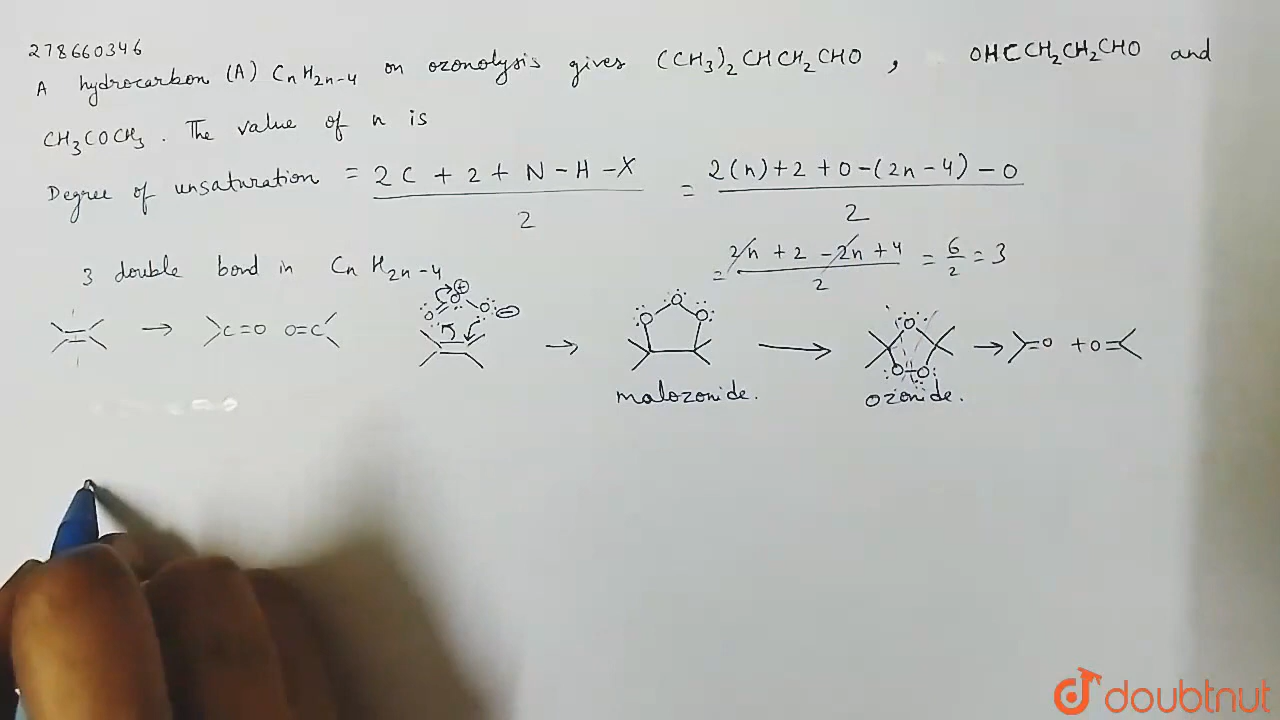 278660346
A hydrocarbon (A) CnH2n-4 on ozonolysis gives (CH3)2CHCH2CHO , OHCCH2CH2CHO and
CH3COCH3 . The value of n is
Degree of unsaturation = 2C + 2 + N - H - X / 2 = 2(n) + 2 + 0 - (2n - 4) - 0 / 2
= 2n + 2 - 2n + 4 / 2 = 6/2 = 3
3 double bond in CnH2n-4
→ C=O O=C
O ⊕ O O ⊖ → O O O → O O O → =O + O=
malozonide. ozonide.
doubtnut